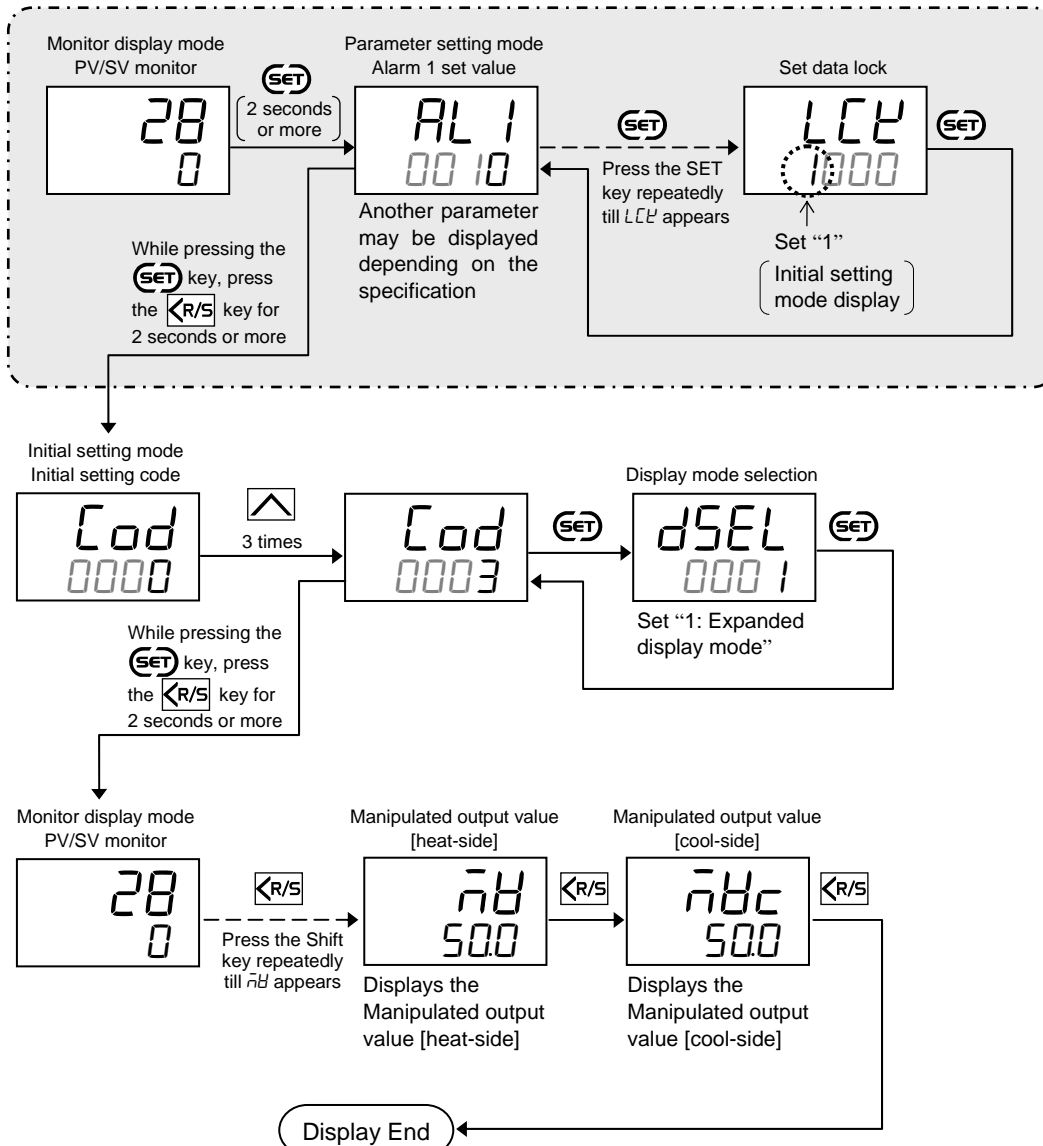 Monitor display mode
PV/SV monitor
28
0
SET
2 seconds
or more
Parameter setting mode
Alarm 1 set value
AL1
0010
Another parameter
may be displayed
depending on the
specification
SET
Press the SET
key repeatedly
till LCK appears
Set data lock
LCK
1000
Set “1”
Initial setting
mode display
SET
While pressing the
SET key, press
the <R/S key for
2 seconds or more
Initial setting mode
Initial setting code
Cod
0000
3 times
Cod
0003
SET
Display mode selection
dSEL
0001
Set “1: Expanded
display mode”
SET
While pressing the
SET key, press
the <R/S key for
2 seconds or more
Monitor display mode
PV/SV monitor
28
0
<R/S
Press the Shift
key repeatedly
till MV appears
Manipulated output value
[heat-side]
MV
50.0
Displays the
Manipulated output
value [heat-side]
<R/S
Manipulated output value
[cool-side]
MVc
50.0
Displays the
Manipulated output
value [cool-side]
<R/S
Display End